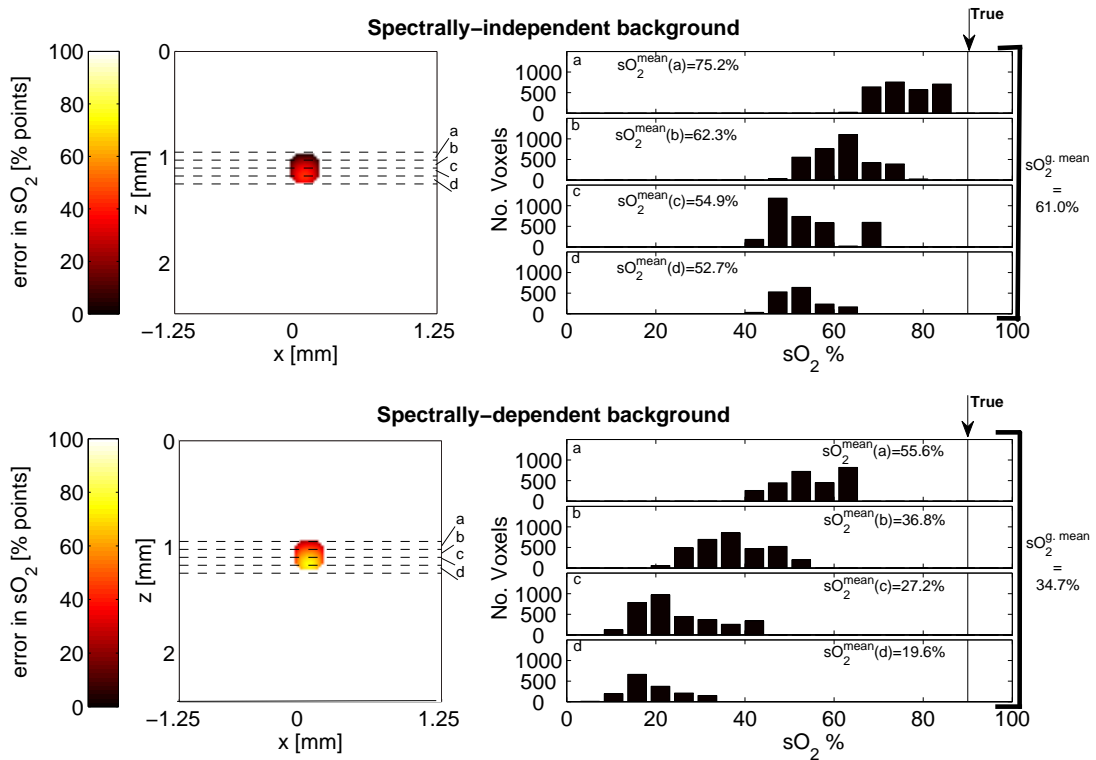 Spectrally−independent background
True
error in sO2 [% points]
100
80
60
40
20
0
z [mm]
0
1
2
−1.25
0
1.25
x [mm]
a
b
c
d
No. Voxels
a
sO2mean(a)=75.2%
1000
500
0
b
sO2mean(b)=62.3%
1000
500
0
c
sO2mean(c)=54.9%
1000
500
0
d
sO2mean(d)=52.7%
1000
500
0
0 20 40 60 80 100
sO2 %
sO2g. mean
=
61.0%
Spectrally−dependent background
True
error in sO2 [% points]
100
80
60
40
20
0
z [mm]
0
1
2
−1.25
0
1.25
x [mm]
a
b
c
d
No. Voxels
a
sO2mean(a)=55.6%
1000
500
0
b
sO2mean(b)=36.8%
1000
500
0
c
sO2mean(c)=27.2%
1000
500
0
d
sO2mean(d)=19.6%
1000
500
0
0 20 40 60 80 100
sO2 %
sO2g. mean
=
34.7%